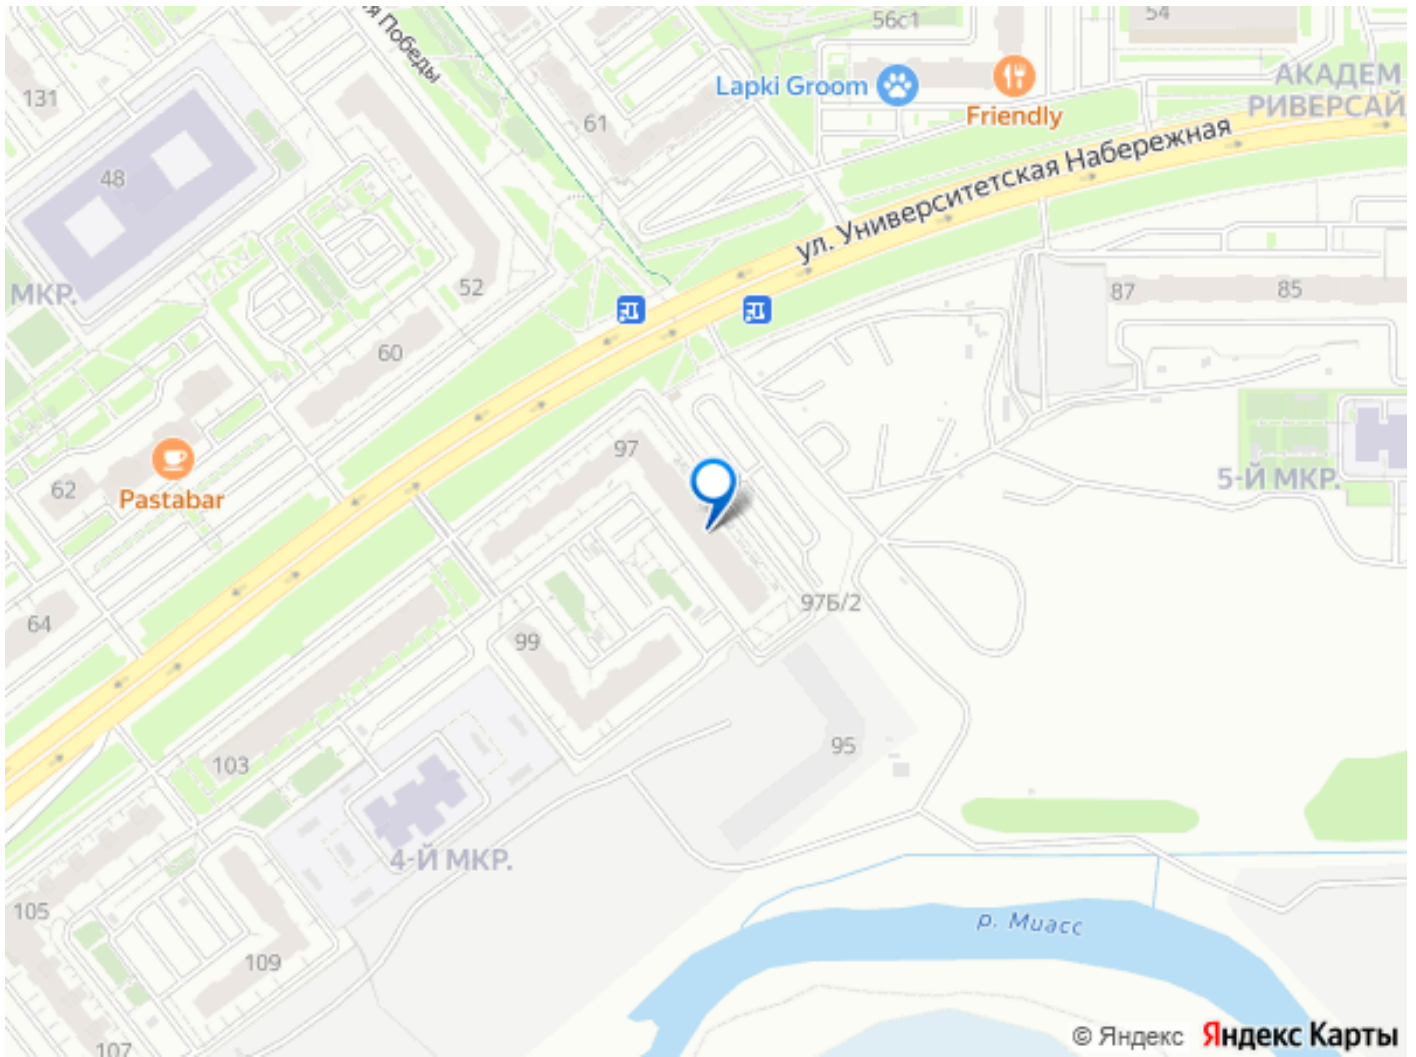 я Победы
56с1
54
131
Lapki Groom
Friendly
АКАДЕМ
РИВЕРСАЙ
61
48
ул. Университетская Набережная
МКР.
52
87
85
60
97
62
Pastabar
5-Й МКР.
64
99
97Б/2
103
95
4-Й МКР.
105
109
107
р. Миасс
© Яндекс Яндекс Карты